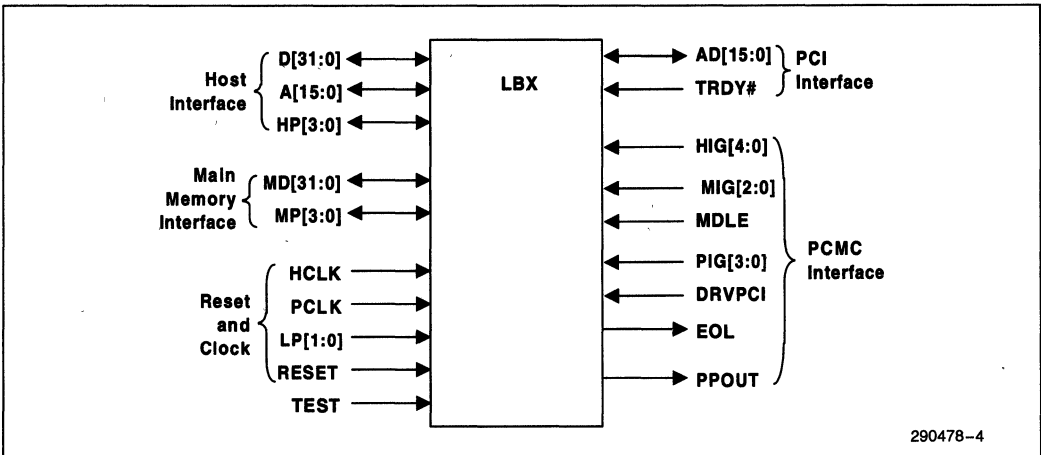 Host
Interface
D[31:0]
A[15:0]
HP[3:0]
Main
Memory
Interface
MD[31:0]
MP[3:0]
Reset
and
Clock
HCLK
PCLK
LP[1:0]
RESET
TEST
LBX
AD[15:0]
TRDY#
PCI
Interface
HIG[4:0]
MIG[2:0]
MDLE
PIG[3:0]
DRVPCI
EOL
PPOUT
PCMC
Interface
290478-4